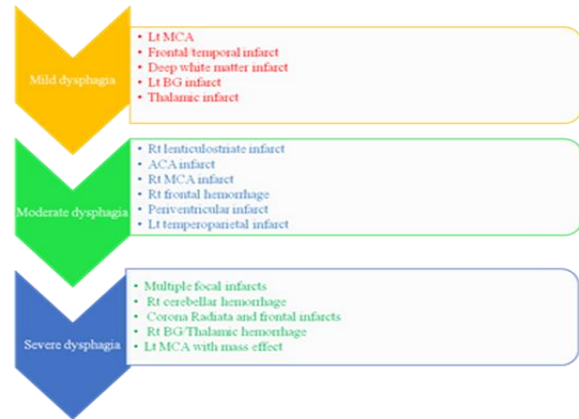 Mild dysphagia
• Lt MCA
• Frontal/temporal infarct
• Deep white matter infarct
• Lt BG infarct
• Thalamic infarct
Moderate dysphagia
• Rt lenticulostriate infarct
• ACA infarct
• Rt MCA infarct
• Rt frontal hemorrhage
• Periventricular infarct
• Lt temperoparietal infarct
Severe dysphagia
• Multiple focal infarcts
• Rt cerebellar hemorrhage
• Corona Radiata and frontal infarcts
• Rt BG/Thalamic hemorrhage
• Lt MCA with mass effect